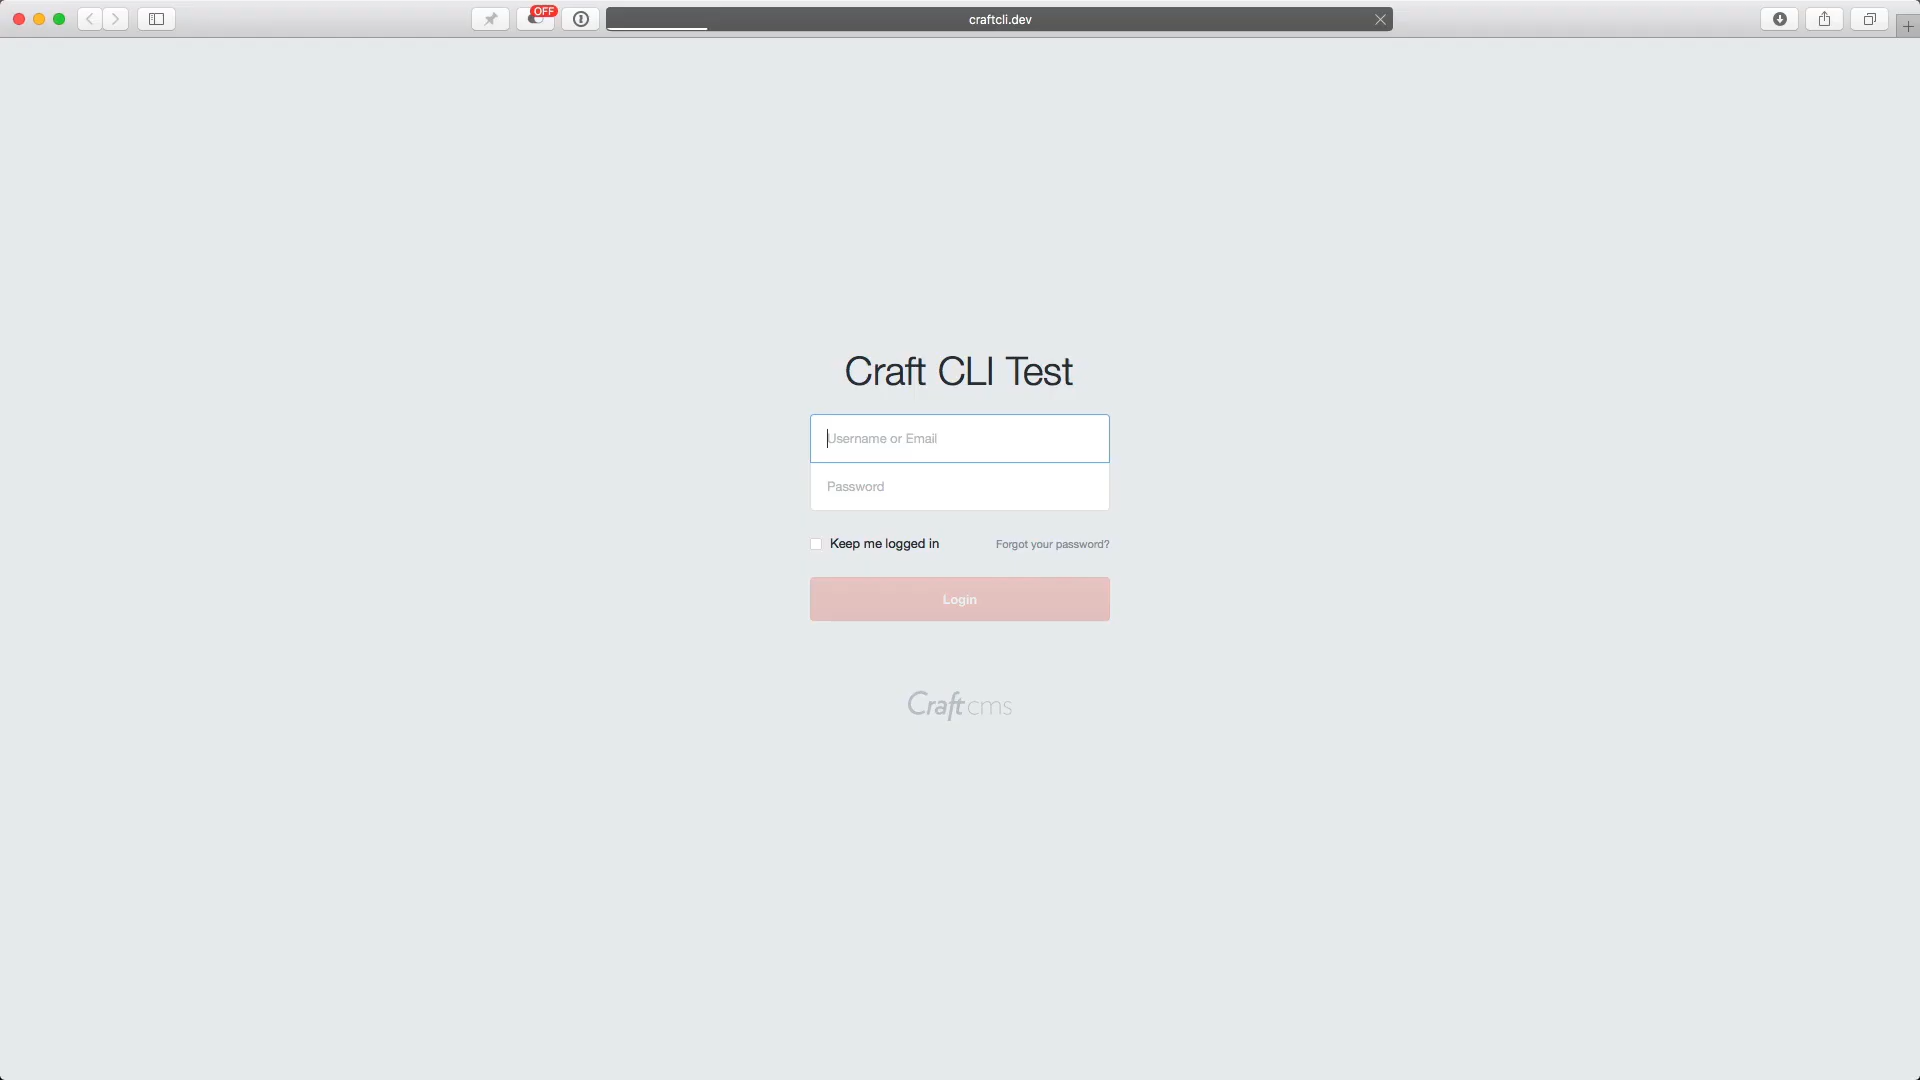 OFF
craftcli.dev
Craft CLI Test
Username or Email
Password
Keep me logged in
Forgot your password?
Login
Craft cms